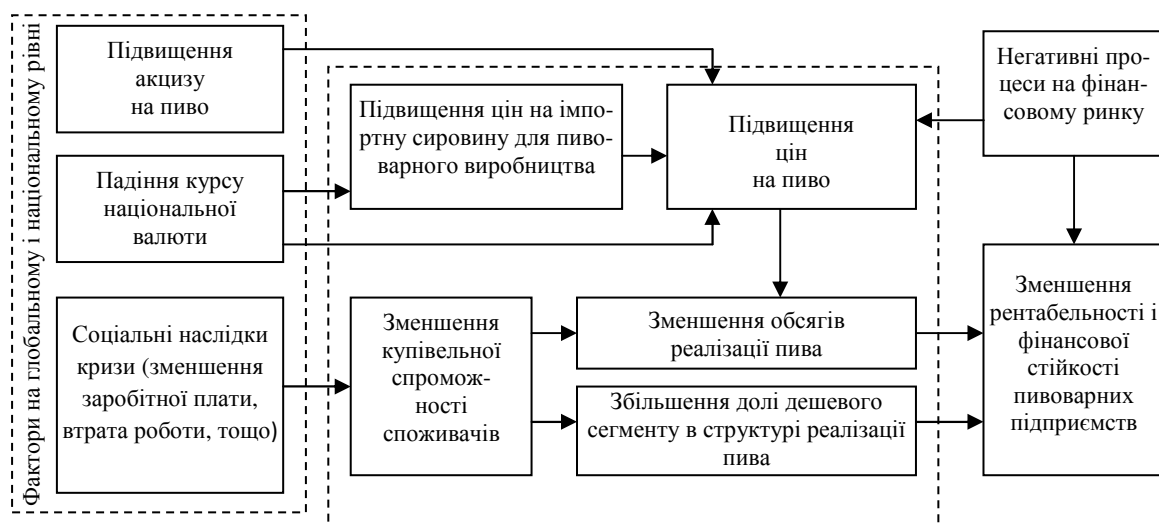 Фактори на глобальному і національному рівні
Підвищення
акцизу
на пиво
Падіння курсу
національної
валюти
Соціальні наслідки
кризи (зменшення
заробітної плати,
втрата роботи, тощо)
Підвищення цін на імпо-
ртну сировину для пиво-
варного виробництва
Підвищення
цін
на пиво
Негативні про-
цеси на фінан-
совому ринку
Зменшення
купівельної
спромож-
ності
споживачів
Зменшення обсягів
реалізації пива
Збільшення долі дешевого
сегменту в структурі реалізації
пива
Зменшення
рентабельності і
фінансової
стійкості
пивоварних
підприємств